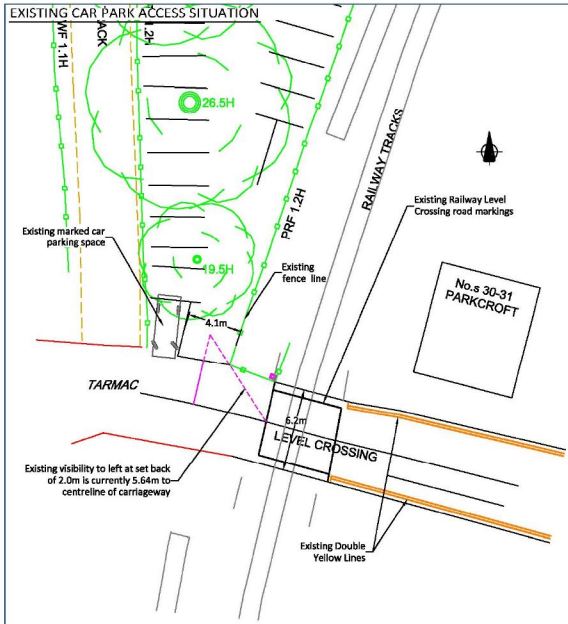 EXISTING CAR PARK ACCESS SITUATION
WF 1.1H
ACK
1.2H
26.5H
RAILWAY TRACKS
Existing Railway Level
Crossing road markings
PRF 1.2H
Existing marked car
parking space
19.5H
Existing
fence line
No.s 30-31
PARKCROFT
4.1m
TARMAC
6.2m
LEVEL CROSSING
Existing visibility to left at set back
of 2.0m is currently 5.64m to
centreline of carriageway
Existing Double
Yellow Lines